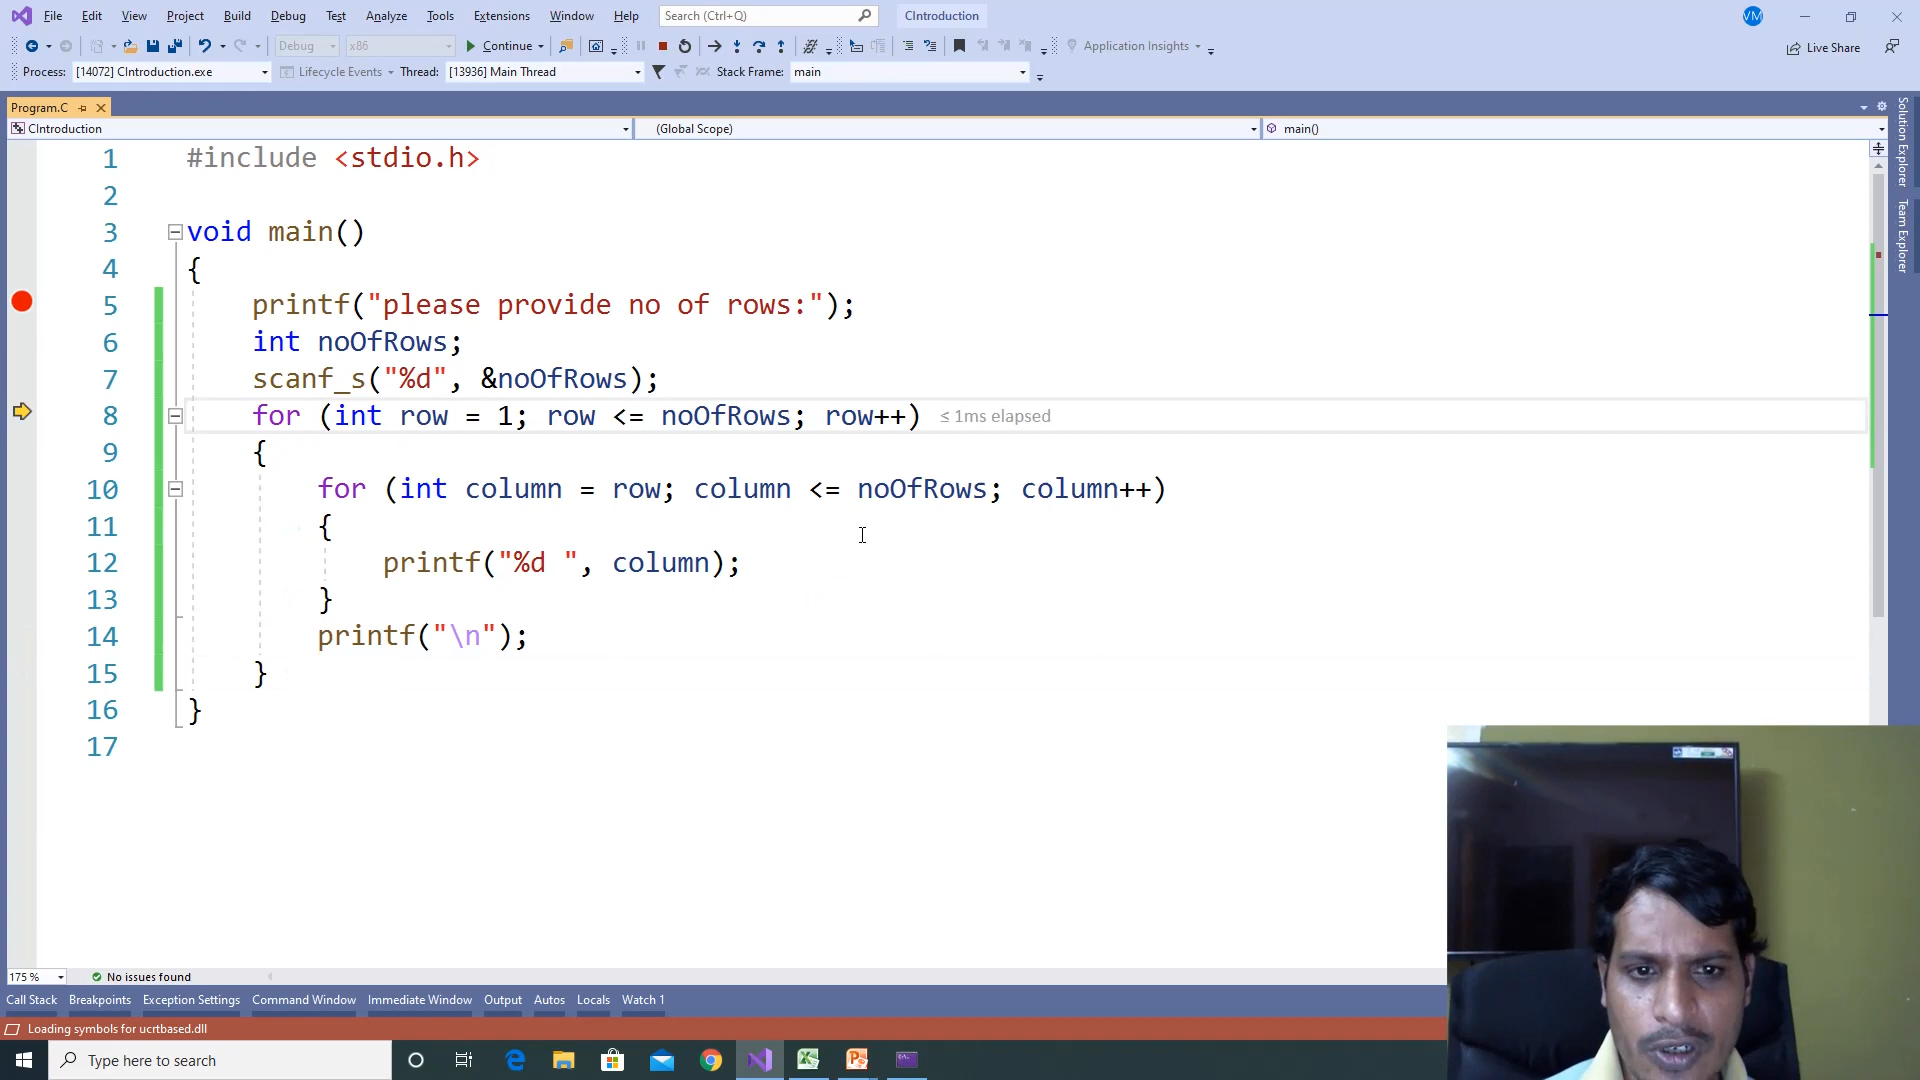 File Edit View Project Build Debug Test Analyze Tools Extensions Window Help Search (Ctrl+Q) CIntroduction VM
Debug x86 Continue Application Insights Live Share
Process: [14072] CIntroduction.exe Lifecycle Events Thread: [13936] Main Thread Stack Frame: main
Program.C
CIntroduction (Global Scope) main()
1 #include <stdio.h>
2
3 void main()
4 {
5 printf("please provide no of rows:");
6 int noOfRows;
7 scanf_s("%d", &noOfRows);
8 for (int row = 1; row <= noOfRows; row++) ≤ 1ms elapsed
9 {
10 for (int column = row; column <= noOfRows; column++)
11 {
12 printf("%d ", column);
13 }
14 printf("\n");
15 }
16 }
17
Solution Explorer
Team Explorer
175 % No issues found
Call Stack Breakpoints Exception Settings Command Window Immediate Window Output Autos Locals Watch 1
Loading symbols for ucrtbased.dll
Type here to search